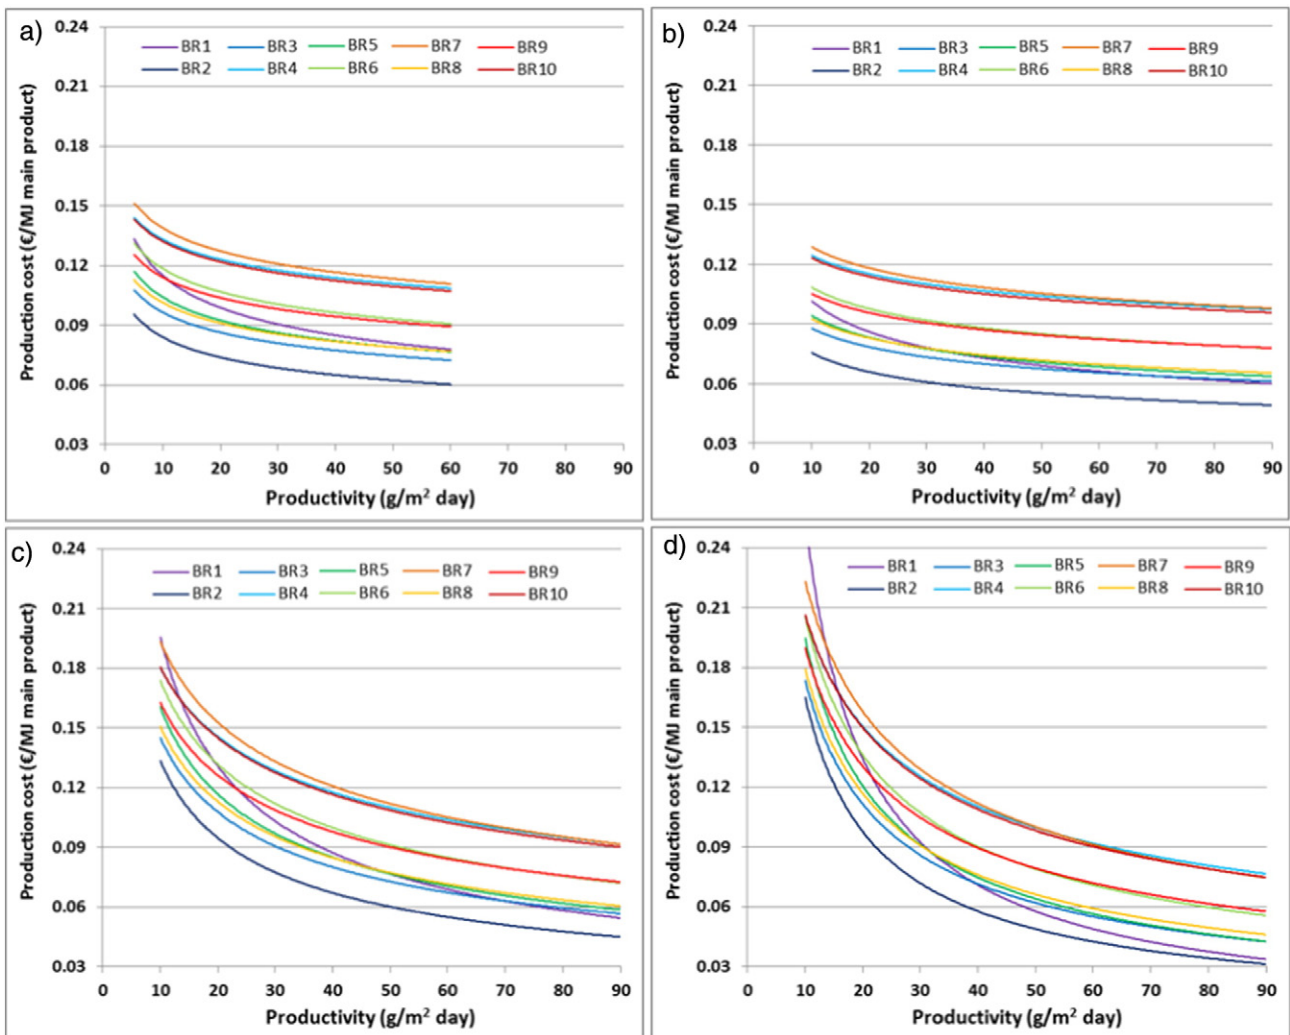 a)
BR1 BR3 BR5 BR7 BR9
BR2 BR4 BR6 BR8 BR10
Production cost (€/MJ main product)
0.24
0.21
0.18
0.15
0.12
0.09
0.06
0.03
0 10 20 30 40 50 60 70 80 90
Productivity (g/m² day)
b)
BR1 BR3 BR5 BR7 BR9
BR2 BR4 BR6 BR8 BR10
Production cost (€/MJ main product)
0.24
0.21
0.18
0.15
0.12
0.09
0.06
0.03
0 10 20 30 40 50 60 70 80 90
Productivity (g/m² day)
c)
BR1 BR3 BR5 BR7 BR9
BR2 BR4 BR6 BR8 BR10
Production cost (€/MJ main product)
0.24
0.21
0.18
0.15
0.12
0.09
0.06
0.03
0 10 20 30 40 50 60 70 80 90
Productivity (g/m² day)
d)
BR1 BR3 BR5 BR7 BR9
BR2 BR4 BR6 BR8 BR10
Production cost (€/MJ main product)
0.24
0.21
0.18
0.15
0.12
0.09
0.06
0.03
0 10 20 30 40 50 60 70 80 90
Productivity (g/m² day)